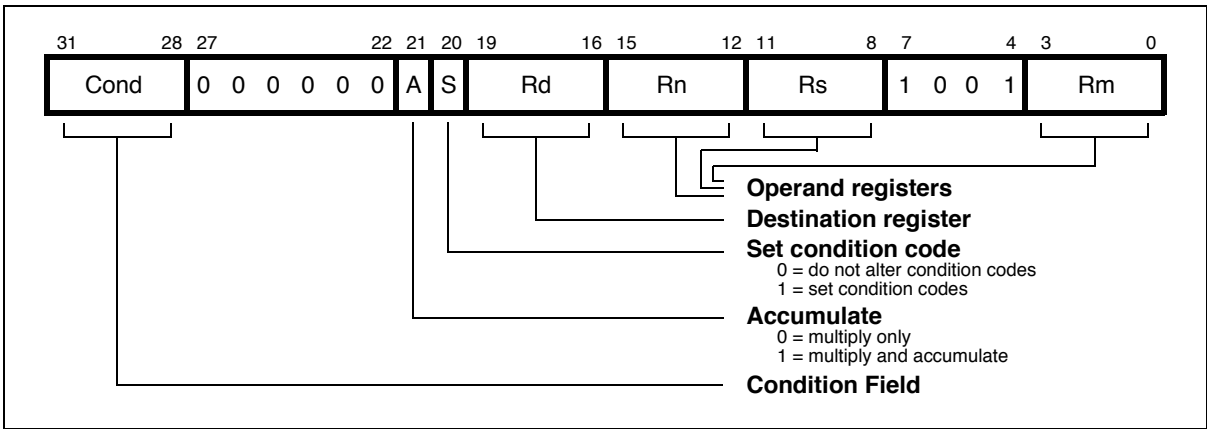 31 28 27 22 21 20 19 16 15 12 11 8 7 4 3 0
Cond 0 0 0 0 0 0 A S Rd Rn Rs 1 0 0 1 Rm
Operand registers
Destination register
Set condition code
0 = do not alter condition codes
1 = set condition codes
Accumulate
0 = multiply only
1 = multiply and accumulate
Condition Field